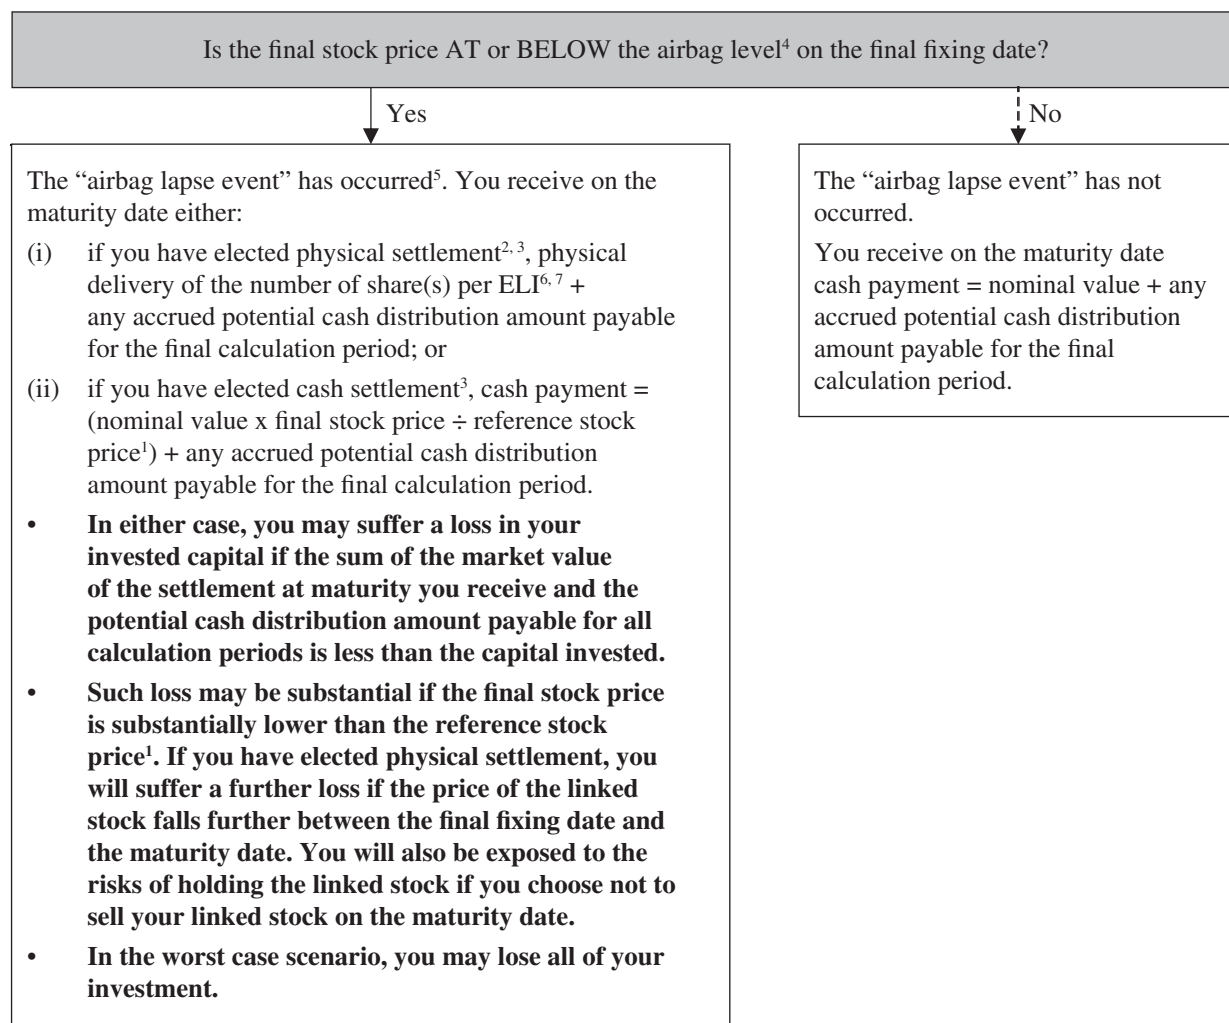 Is the final stock price AT or BELOW the airbag level⁴ on the final fixing date?
Yes
No
The “airbag lapse event” has occurred⁵. You receive on the
maturity date either:
(i) if you have elected physical settlement²,³, physical
delivery of the number of share(s) per ELI⁶,⁷ +
any accrued potential cash distribution amount payable
for the final calculation period; or
(ii) if you have elected cash settlement³, cash payment =
(nominal value x final stock price ÷ reference stock
price¹) + any accrued potential cash distribution
amount payable for the final calculation period.
• In either case, you may suffer a loss in your
invested capital if the sum of the market value
of the settlement at maturity you receive and the
potential cash distribution amount payable for all
calculation periods is less than the capital invested.
• Such loss may be substantial if the final stock price
is substantially lower than the reference stock
price¹. If you have elected physical settlement, you
will suffer a further loss if the price of the linked
stock falls further between the final fixing date and
the maturity date. You will also be exposed to the
risks of holding the linked stock if you choose not to
sell your linked stock on the maturity date.
• In the worst case scenario, you may lose all of your
investment.
The “airbag lapse event” has not
occurred.
You receive on the maturity date
cash payment = nominal value + any
accrued potential cash distribution
amount payable for the final
calculation period.